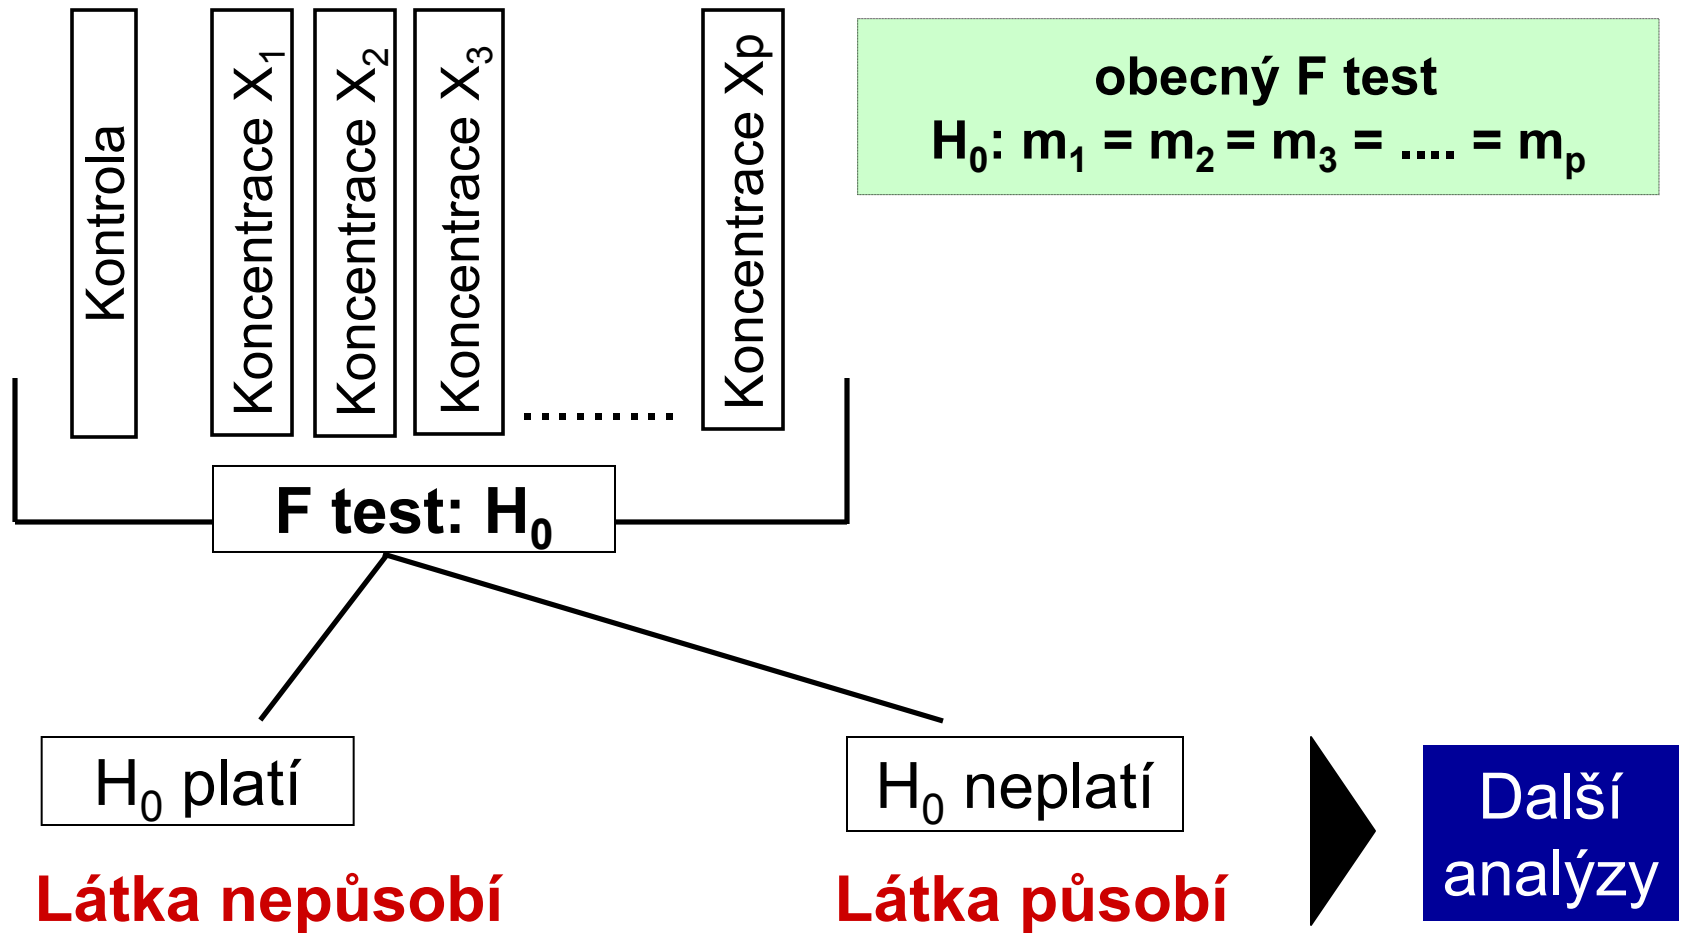 Kontrola
Koncentrace X₁
Koncentrace X₂
Koncentrace X₃
.........
Koncentrace Xp
obecný F test
H₀: m₁ = m₂ = m₃ = .... = mₚ
F test: H₀
H₀ platí
H₀ neplatí
Látka nepůsobí
Látka působí
Další
analýzy